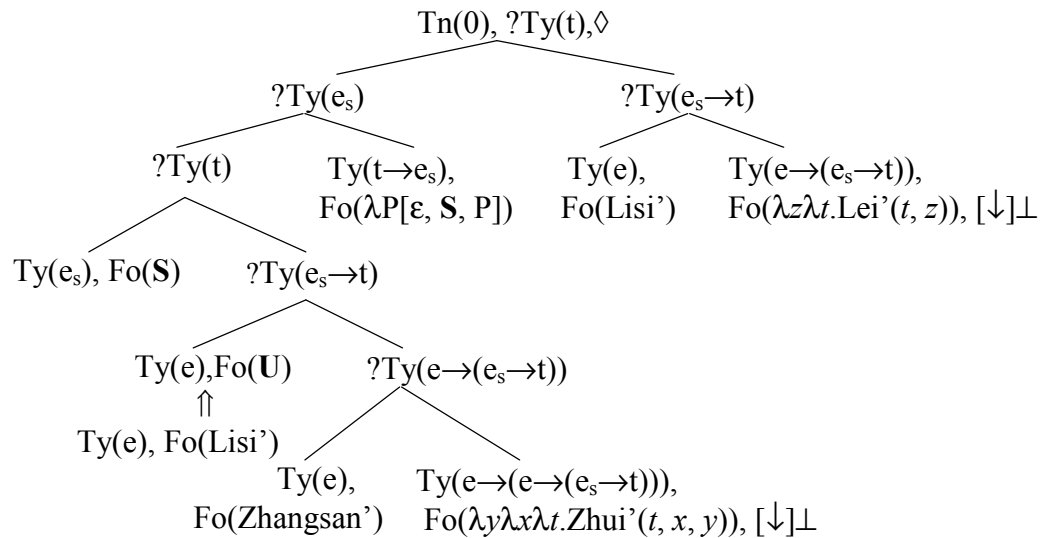 Tn(0), ?Ty(t),◊
?Ty(eₛ) ?Ty(eₛ→t)
?Ty(t) Ty(t→eₛ), Ty(e), Ty(e→(eₛ→t)),
Fo(λP[ε, S, P]) Fo(Lisi’) Fo(λzλt.Lei’(t, z)), [↓]⊥
Ty(eₛ), Fo(S) ?Ty(eₛ→t)
Ty(e),Fo(U) ?Ty(e→(eₛ→t))
⇑
Ty(e), Fo(Lisi’)
Ty(e), Ty(e→(e→(eₛ→t))),
Fo(Zhangsan’) Fo(λyλxλt.Zhui’(t, x, y)), [↓]⊥